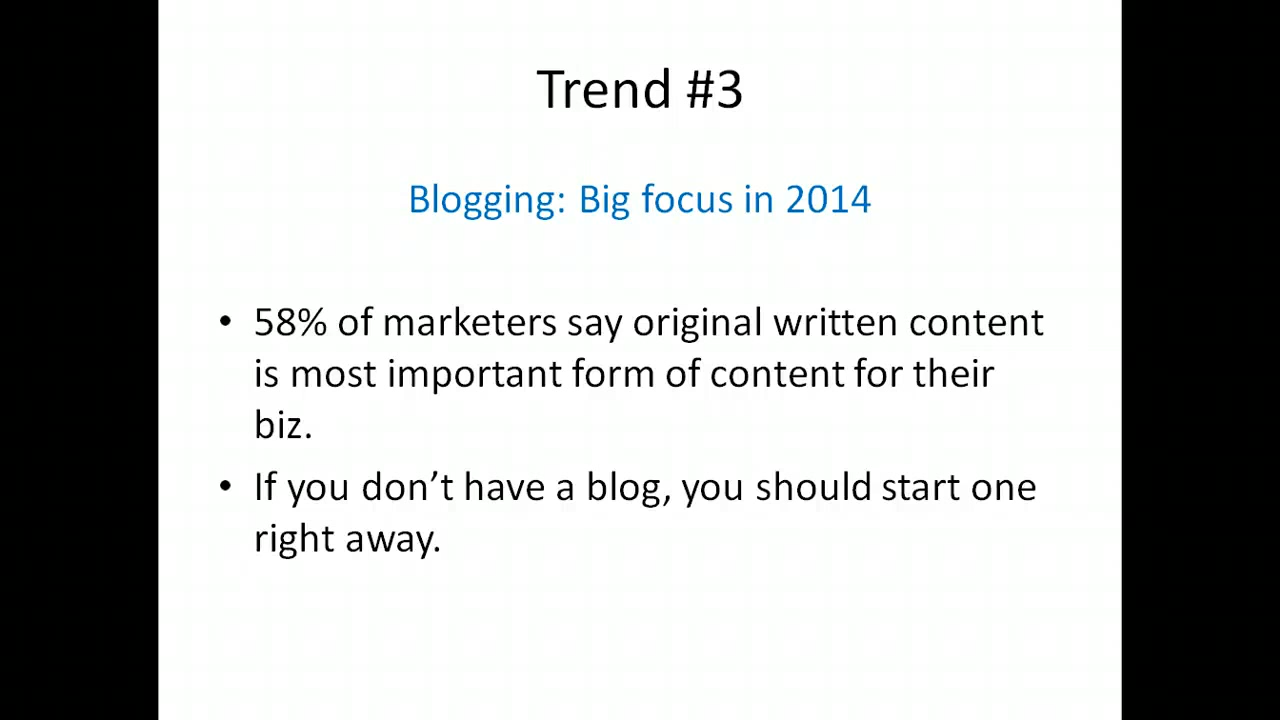 Trend #3
Blogging: Big focus in 2014
• 58% of marketers say original written content
is most important form of content for their
biz.
• If you don’t have a blog, you should start one
right away.